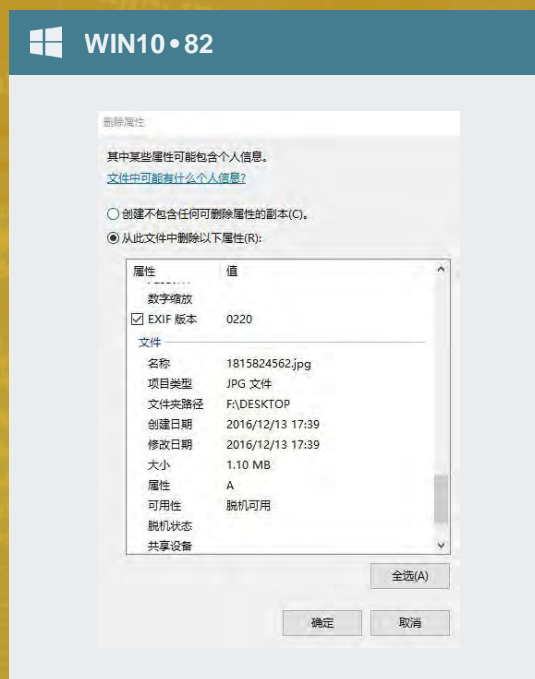 WIN10•82
删除属性
其中某些属性可能包含个人信息。
文件中可能有什么个人信息?
创建不包含任何可删除属性的副本(C)。
从此文件中删除以下属性(R):
属性 值
数字缩放
EXIF 版本 0220
文件
名称 1815824562.jpg
项目类型 JPG 文件
文件夹路径 F:\DESKTOP
创建日期 2016/12/13 17:39
修改日期 2016/12/13 17:39
大小 1.10 MB
属性 A
可用性 脱机可用
脱机状态
共享设备
全选(A)
确定 取消